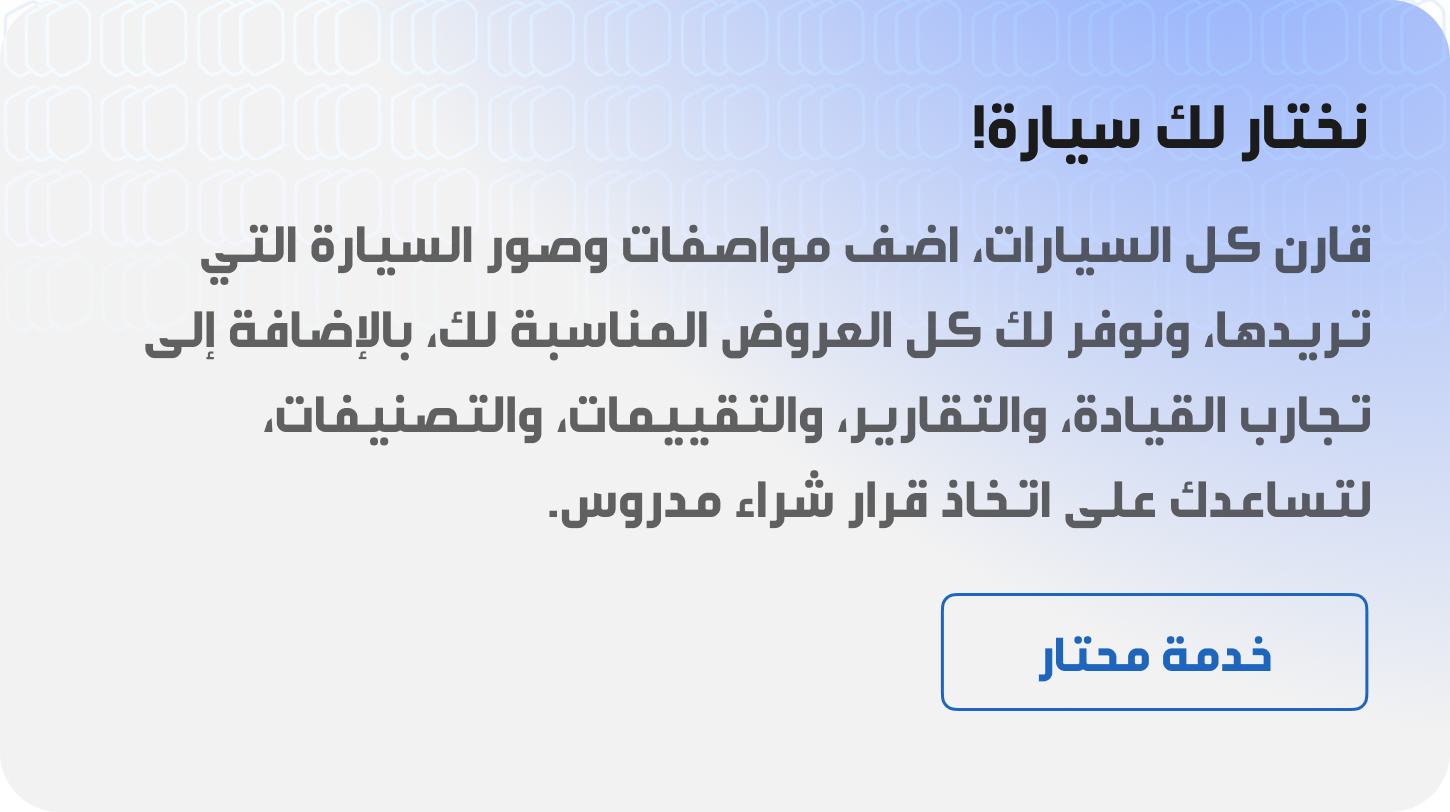 نختار لك سيارة!
قارن كل السيارات، اضف مواصفات وصور السيارة التي
تريدها، ونوفر لك كل العروض المناسبة لك، بالإضافة إلى
تجارب القيادة، والتقارير، والتقييمات، والتصنيفات،
لتساعدك على اتخاذ قرار شراء مدروس.
خدمة محتار